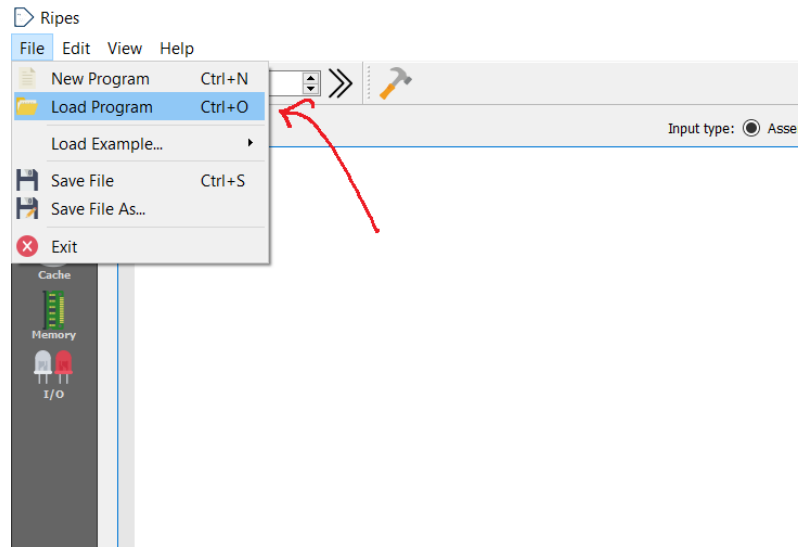 Ripes
File Edit View Help
New Program Ctrl+N
Load Program Ctrl+O
Load Example...
Save File Ctrl+S
Save File As...
Exit
Input type: Asse
Cache
Memory
I/O